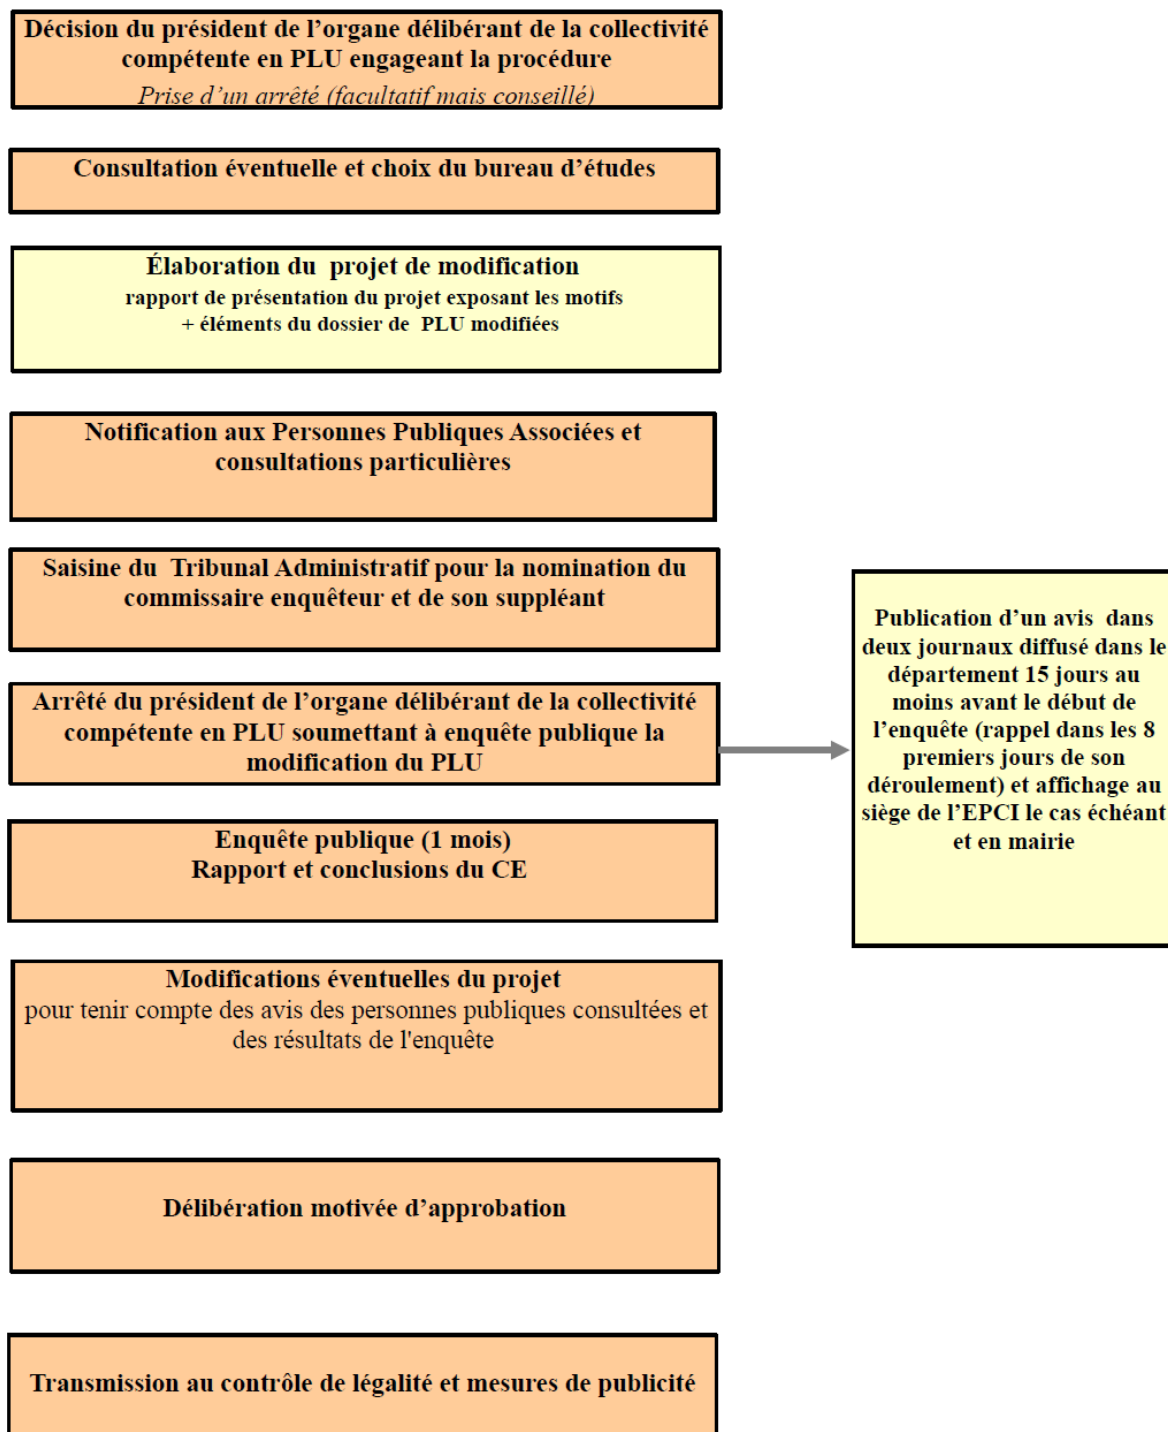 Décision du président de l’organe délibérant de la collectivité
compétente en PLU engageant la procédure
Prise d’un arrêté (facultatif mais conseillé)
Consultation éventuelle et choix du bureau d’études
Élaboration du projet de modification
rapport de présentation du projet exposant les motifs
+ éléments du dossier de PLU modifiées
Notification aux Personnes Publiques Associées et
consultations particulières
Saisine du Tribunal Administratif pour la nomination du
commissaire enquêteur et de son suppléant
Arrêté du président de l’organe délibérant de la collectivité
compétente en PLU soumettant à enquête publique la
modification du PLU
Publication d’un avis dans
deux journaux diffusé dans le
département 15 jours au
moins avant le début de
l’enquête (rappel dans les 8
premiers jours de son
déroulement) et affichage au
siège de l’EPCI le cas échéant
et en mairie
Enquête publique (1 mois)
Rapport et conclusions du CE
Modifications éventuelles du projet
pour tenir compte des avis des personnes publiques consultées et
des résultats de l'enquête
Délibération motivée d’approbation
Transmission au contrôle de légalité et mesures de publicité